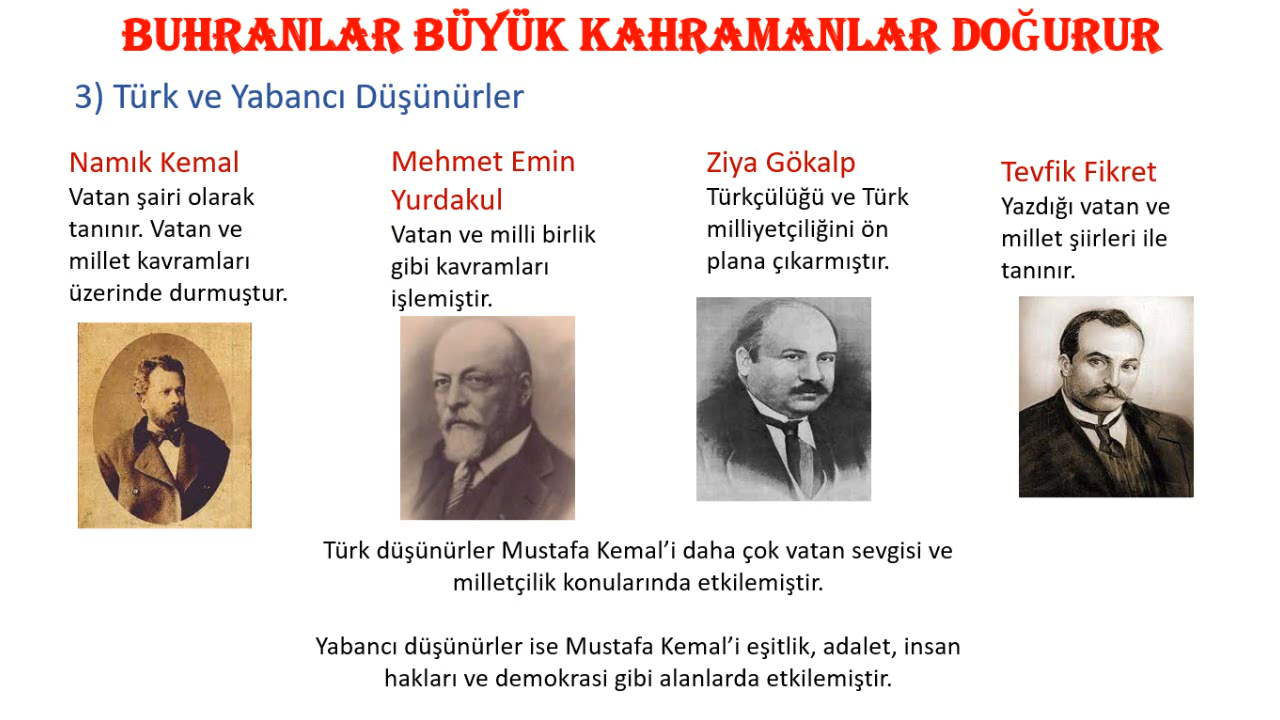 BUHRANLAR BÜYÜK KAHRAMANLAR DOĞURUR
3) Türk ve Yabancı Düşünürler
Namık Kemal
Vatan şairi olarak
tanınır. Vatan ve
millet kavramları
üzerinde durmuştur.
Mehmet Emin
Yurdakul
Vatan ve milli birlik
gibi kavramları
işlemiştir.
Ziya Gökalp
Türkçülüğü ve Türk
milliyetçiliğini ön
plana çıkarmıştır.
Tevfik Fikret
Yazdığı vatan ve
millet şiirleri ile
tanınır.
Türk düşünürler Mustafa Kemal’i daha çok vatan sevgisi ve
milletçilik konularında etkilemiştir.
Yabancı düşünürler ise Mustafa Kemal’i eşitlik, adalet, insan
hakları ve demokrasi gibi alanlarda etkilemiştir.